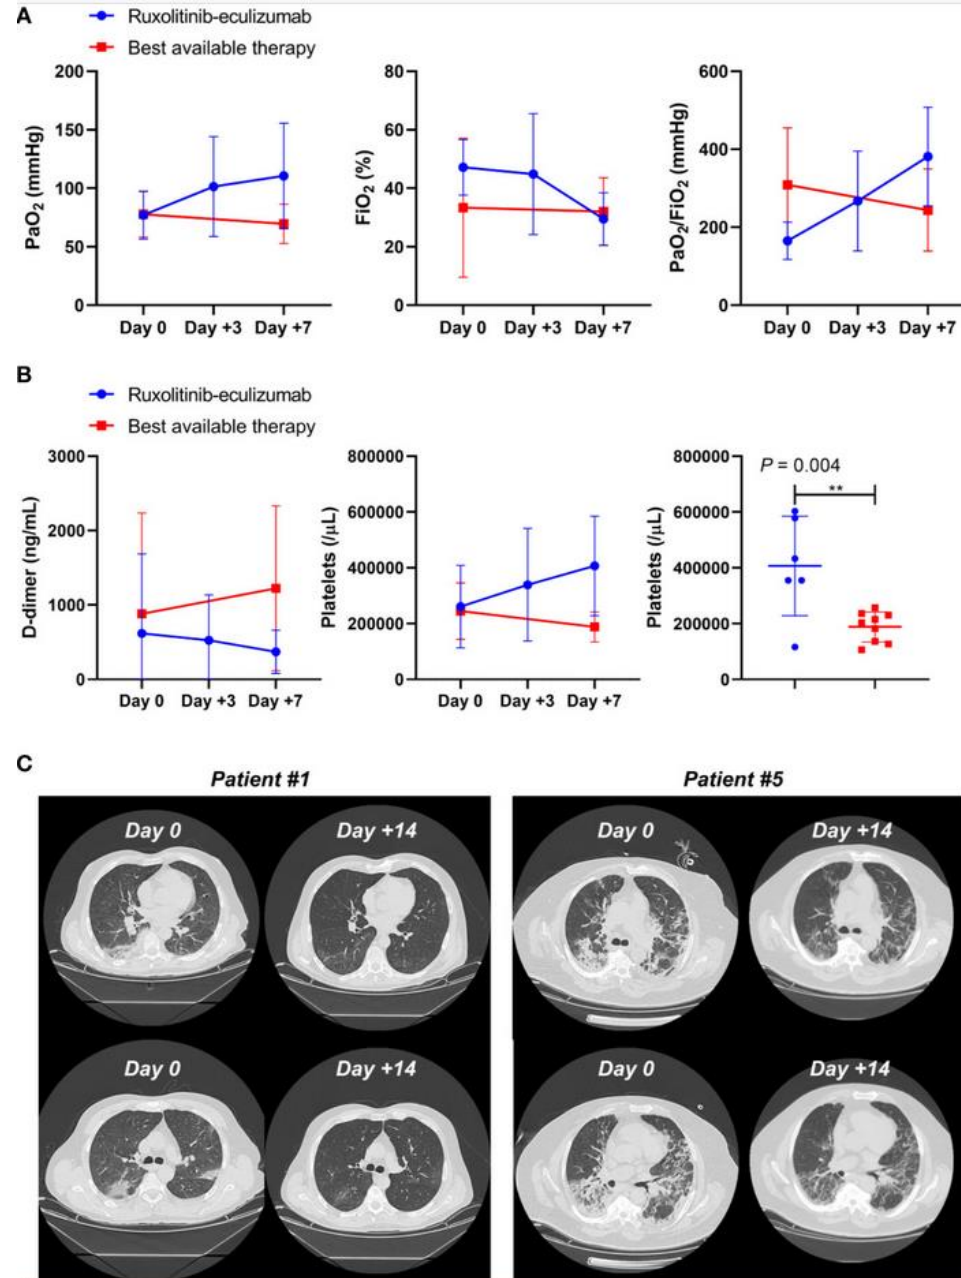 A
Ruxolitinib-eculizumab
Best available therapy
PaO2 (mmHg)
200
150
100
50
0
Day 0 Day +3 Day +7
FiO2 (%)
80
60
40
20
0
Day 0 Day +3 Day +7
PaO2/FiO2 (mmHg)
600
400
200
0
Day 0 Day +3 Day +7
B
Ruxolitinib-eculizumab
Best available therapy
D-dimer (ng/mL)
3000
2000
1000
0
Day 0 Day +3 Day +7
Platelets (/µL)
800000
600000
400000
200000
0
Day 0 Day +3 Day +7
Platelets (/µL)
800000
600000
400000
200000
0
P = 0.004
**
C
Patient #1
Day 0 Day +14
Day 0 Day +14
Patient #5
Day 0 Day +14
Day 0 Day +14